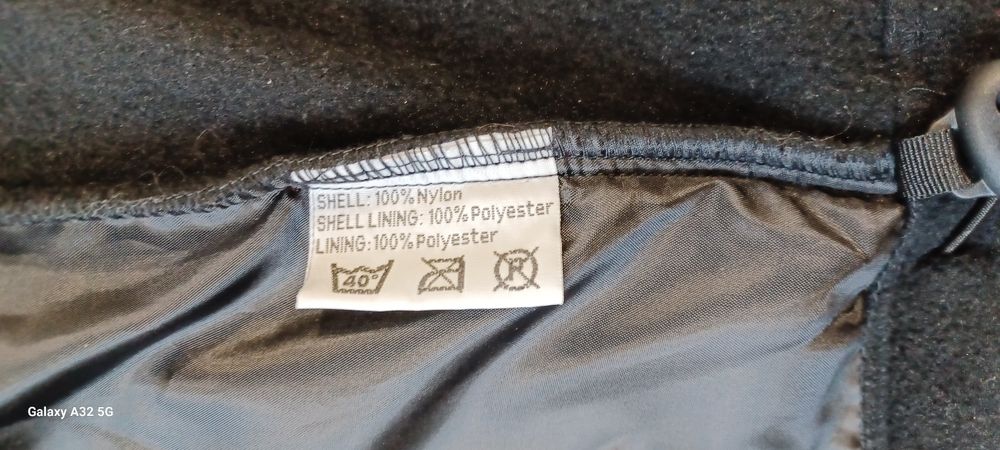 SHELL: 100% Nylon
SHELL LINING: 100% Polyester
LINING: 100% Polyester
40°
R
Galaxy A32 5G